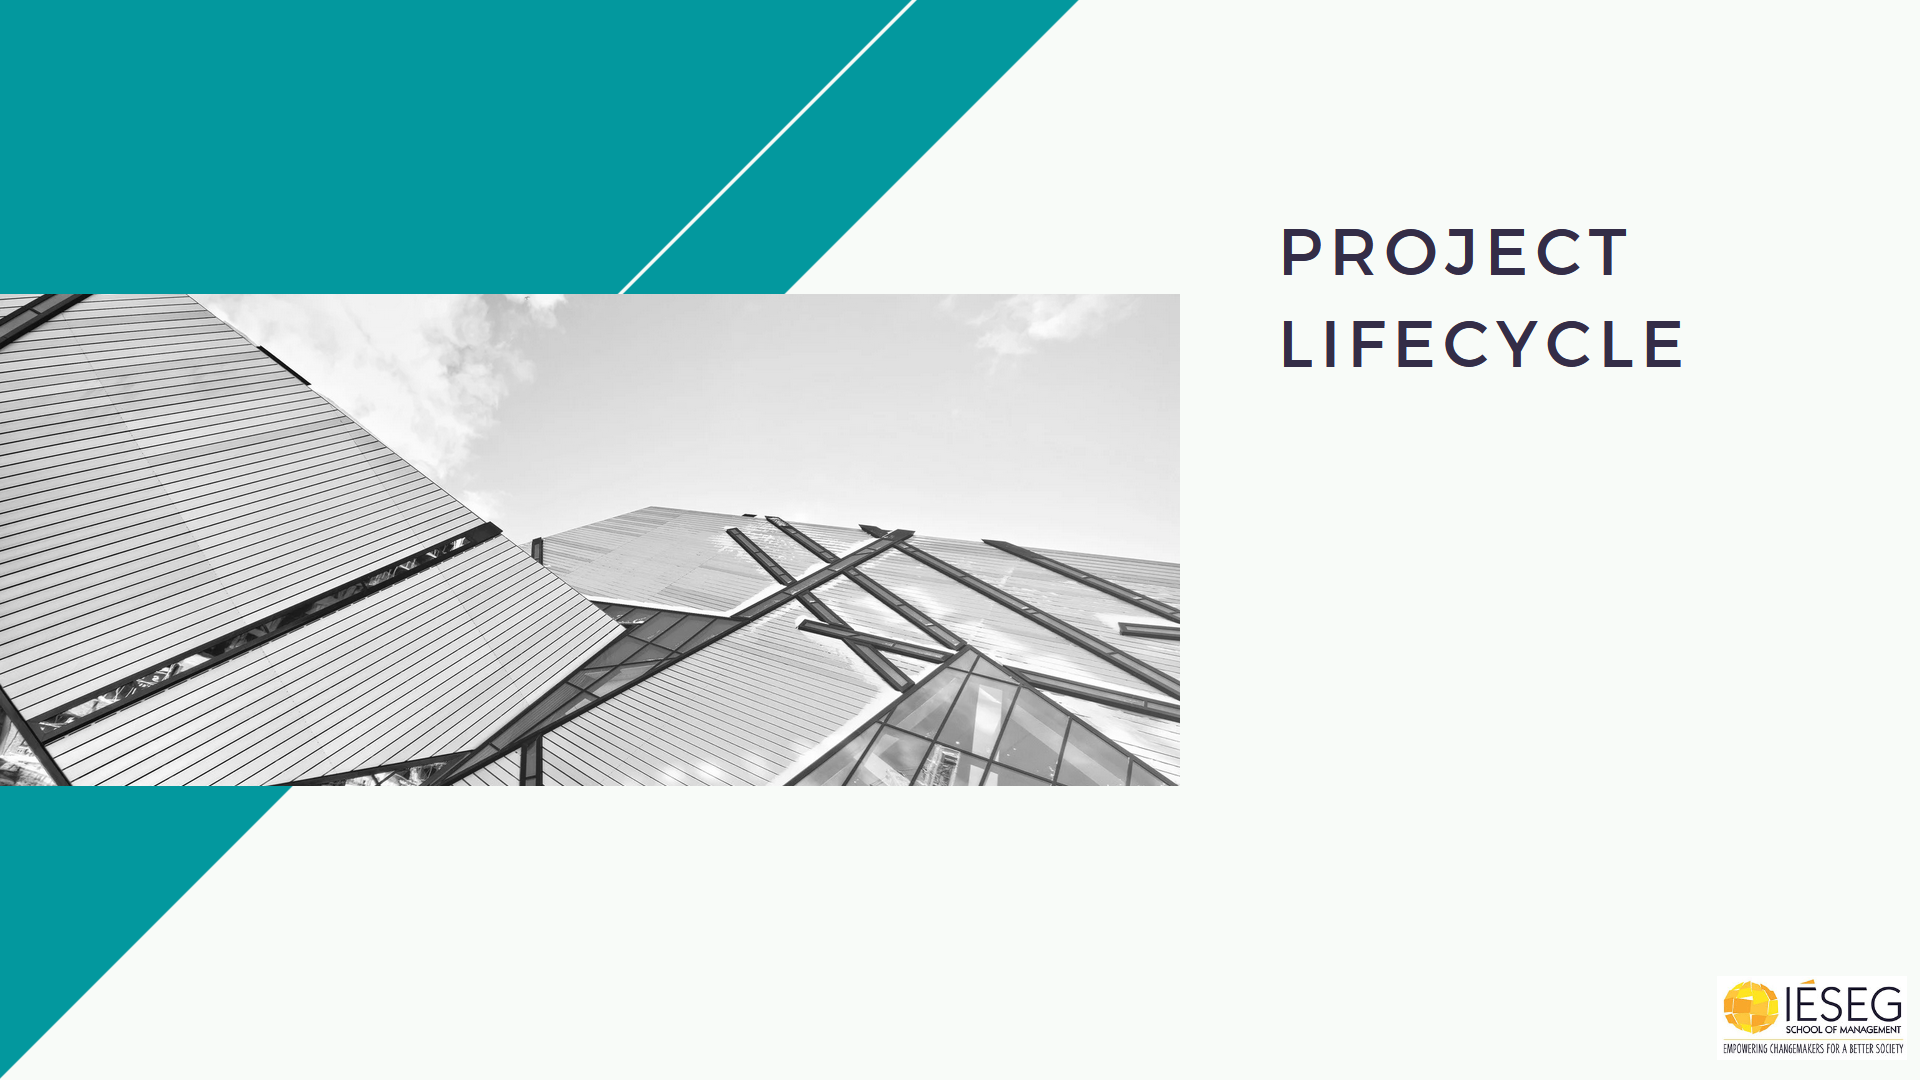 PROJECT
LIFECYCLE
IÉSEG
SCHOOL OF MANAGEMENT
EMPOWERING CHANGEMAKERS FOR A BETTER SOCIETY